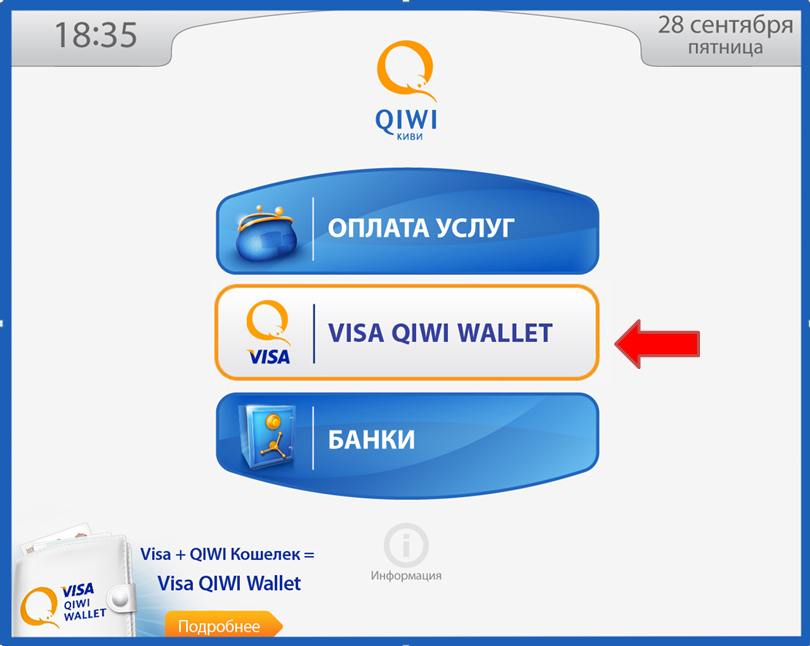 18:35
28 сентября
пятница
QIWI
КИВИ
ОПЛАТА УСЛУГ
VISA
VISA QIWI WALLET
БАНКИ
Visa + QIWI Кошелек =
Visa QIWI Wallet
VISA
QIWI
WALLET
Подробнее
Информация